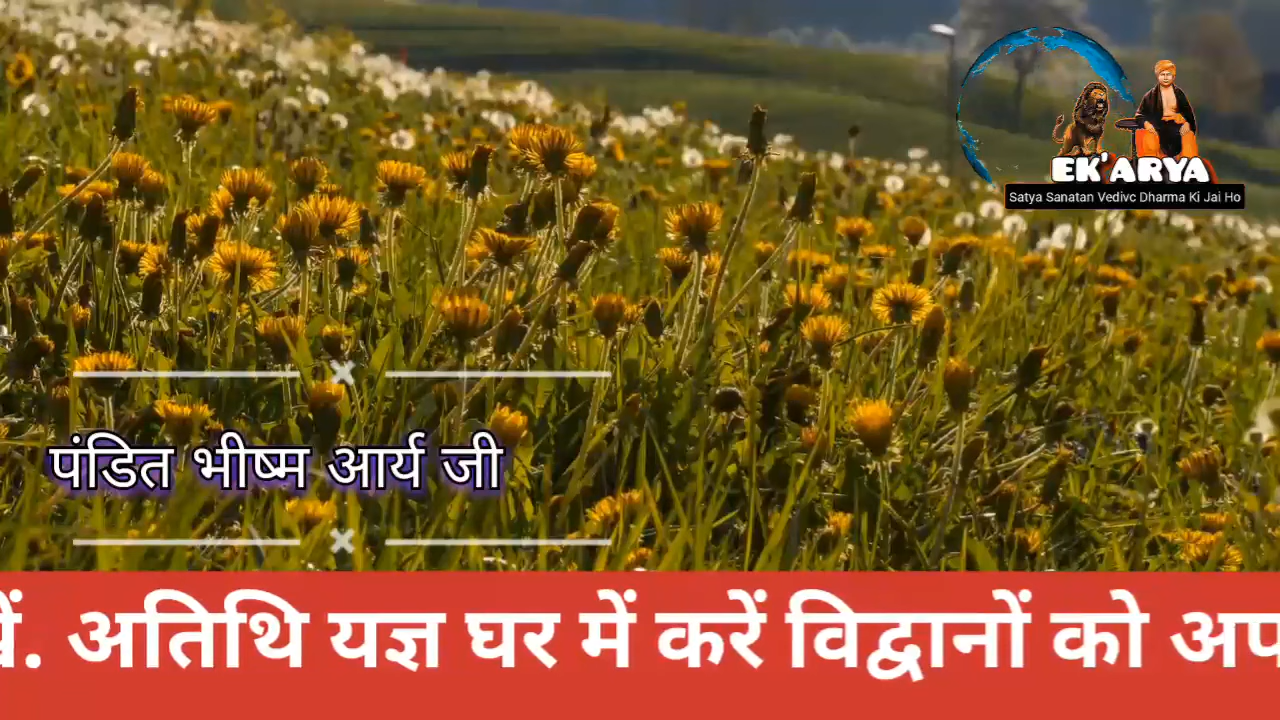 EK'ARYA
Satya Sanatan Vedivc Dharma Ki Jai Ho
पंडित भीष्म आर्य जी
अतिथि यज्ञ घर में करें विद्वानों को